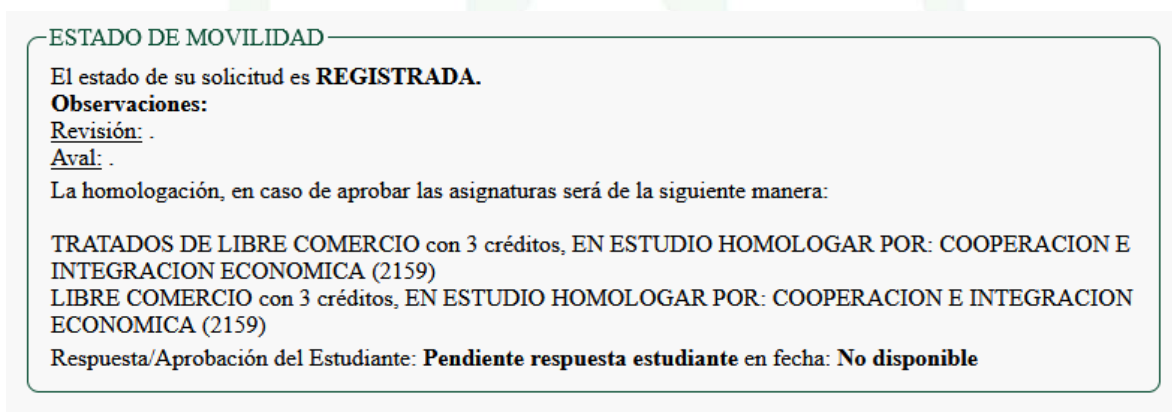 ESTADO DE MOVILIDAD
El estado de su solicitud es REGISTRADA.
Observaciones:
Revisión: .
Aval: .
La homologación, en caso de aprobar las asignaturas será de la siguiente manera:
TRATADOS DE LIBRE COMERCIO con 3 créditos, EN ESTUDIO HOMOLOGAR POR: COOPERACION E
INTEGRACION ECONOMICA (2159)
LIBRE COMERCIO con 3 créditos, EN ESTUDIO HOMOLOGAR POR: COOPERACION E INTEGRACION
ECONOMICA (2159)
Respuesta/Aprobación del Estudiante: Pendiente respuesta estudiante en fecha: No disponible